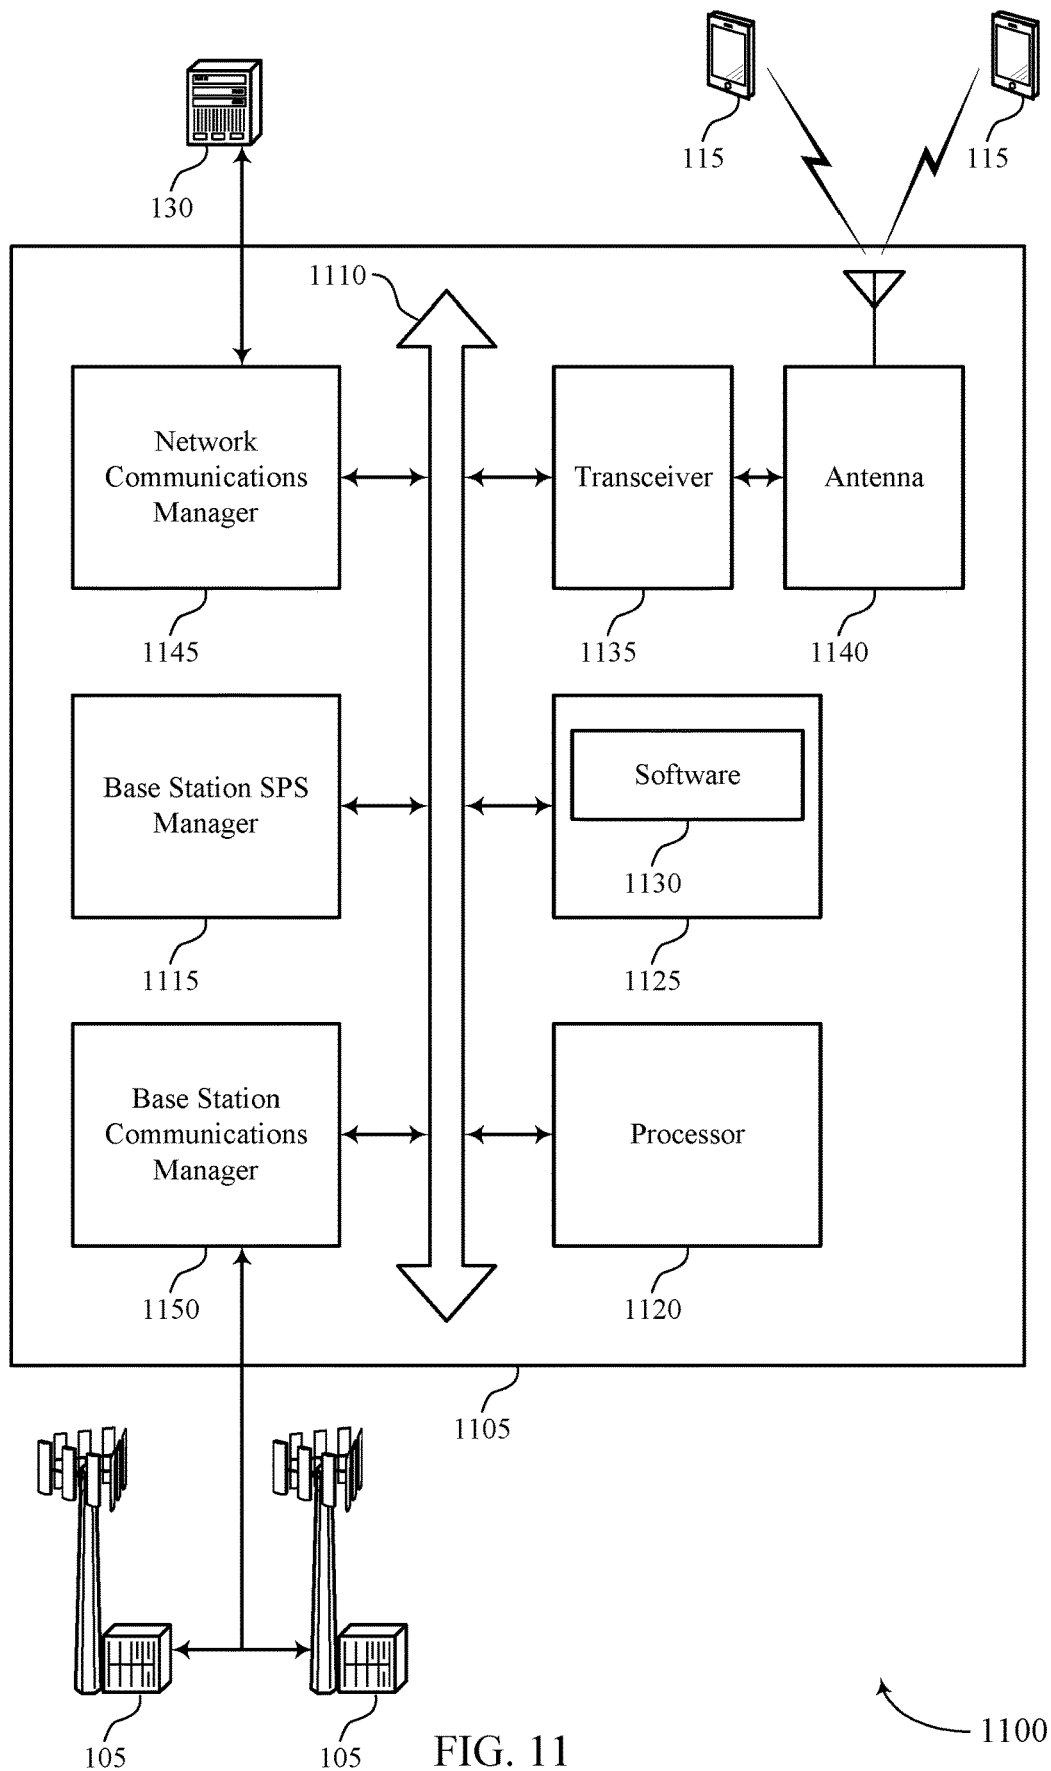 115
115
130
1110
Network
Communications
Manager
Transceiver
Antenna
1145
1135
1140
Base Station SPS
Manager
Software
1130
1115
1125
Base Station
Communications
Manager
Processor
1150
1120
1105
105
105
FIG. 11
1100